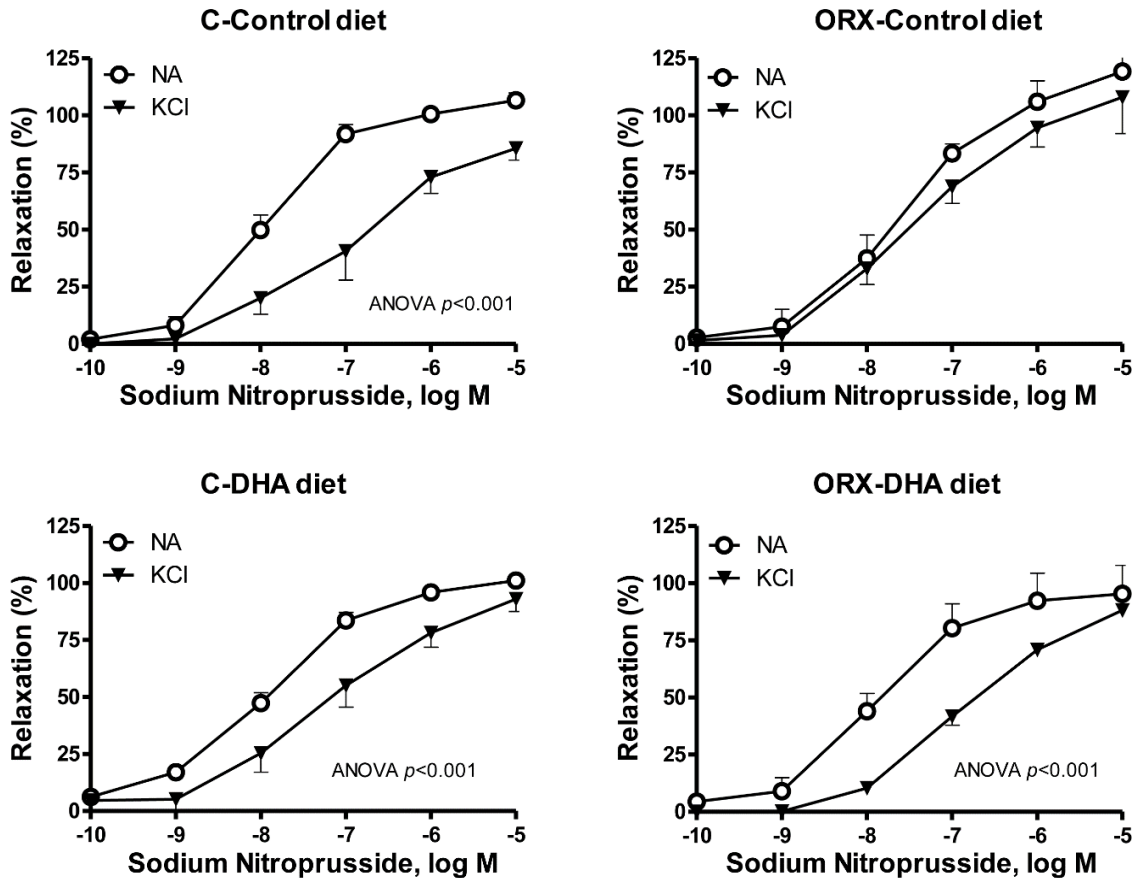 C-Control diet
125
100
75
50
25
0
Relaxation (%)
NA
KCl
ANOVA p<0.001
-10 -9 -8 -7 -6 -5
Sodium Nitroprusside, log M
ORX-Control diet
125
100
75
50
25
0
Relaxation (%)
NA
KCl
-10 -9 -8 -7 -6 -5
Sodium Nitroprusside, log M
C-DHA diet
125
100
75
50
25
0
Relaxation (%)
NA
KCl
ANOVA p<0.001
-10 -9 -8 -7 -6 -5
Sodium Nitroprusside, log M
ORX-DHA diet
125
100
75
50
25
0
Relaxation (%)
NA
KCl
ANOVA p<0.001
-10 -9 -8 -7 -6 -5
Sodium Nitroprusside, log M